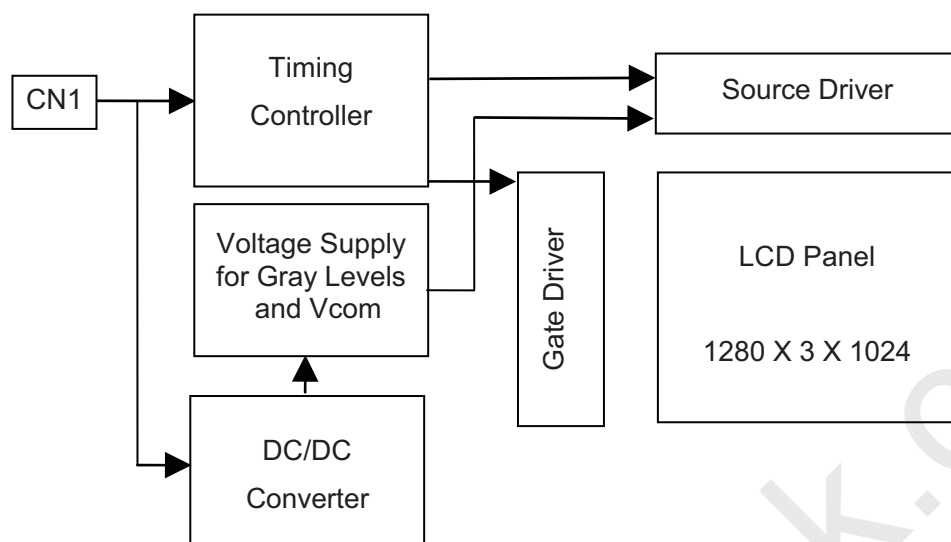 CN1
Timing
Controller
Source Driver
Voltage Supply
for Gray Levels
and Vcom
Gate Driver
LCD Panel
1280 X 3 X 1024
DC/DC
Converter
k.c